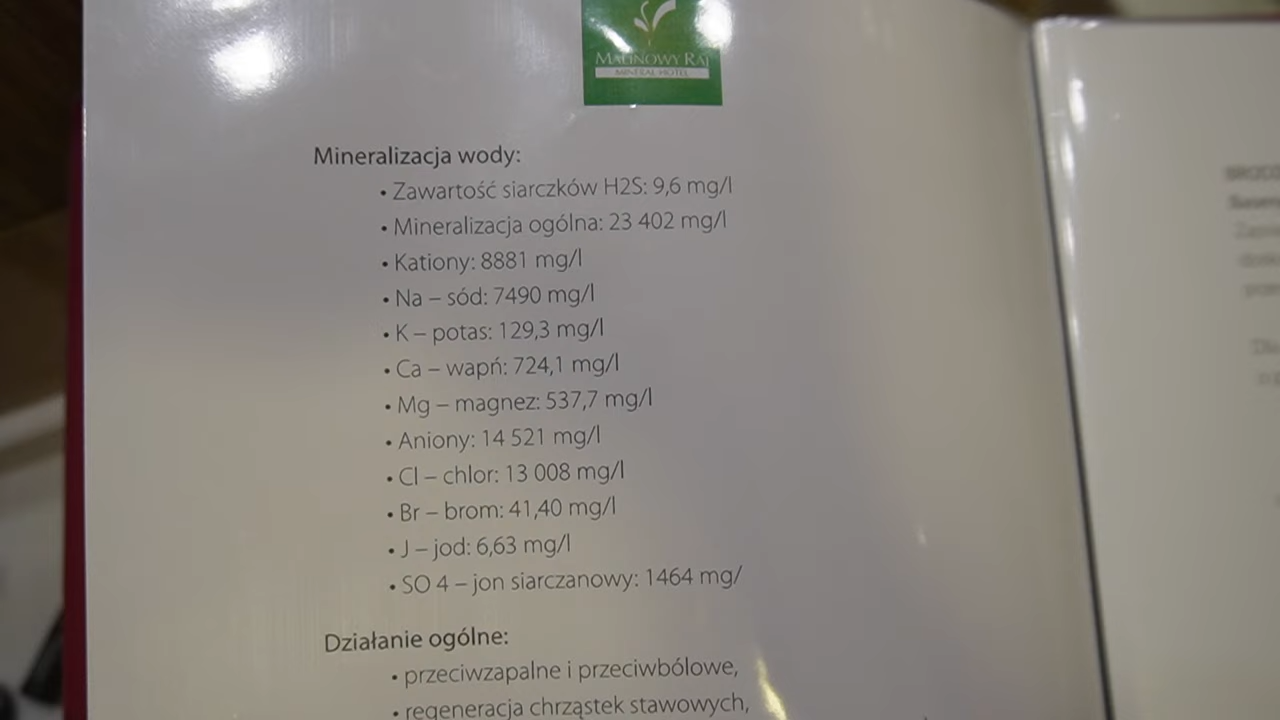 MALINOWY RAJ
MINERAL HOTEL
Mineralizacja wody:
• Zawartość siarczków H2S: 9,6 mg/l
• Mineralizacja ogólna: 23 402 mg/l
• Kationy: 8881 mg/l
• Na – sód: 7490 mg/l
• K – potas: 129,3 mg/l
• Ca – wapń: 724,1 mg/l
• Mg – magnez: 537,7 mg/l
• Aniony: 14 521 mg/l
• Cl – chlor: 13 008 mg/l
• Br – brom: 41,40 mg/l
• J – jod: 6,63 mg/l
• SO 4 – jon siarczanowy: 1464 mg/
Działanie ogólne:
• przeciwzapalne i przeciwbólowe,
• regeneracja chrząstek stawowych,